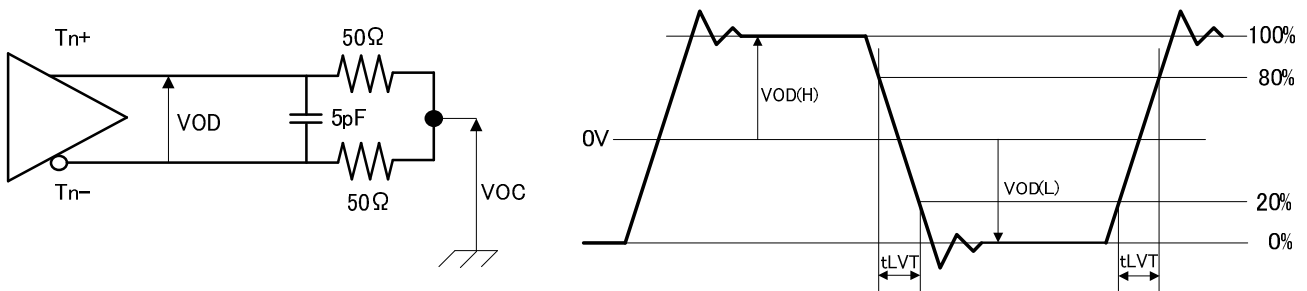 Tn+
50Ω
VOD
5pF
Tn-
50Ω
VOC
100%
80%
VOD(H)
0V
VOD(L)
20%
0%
tLVT
tLVT